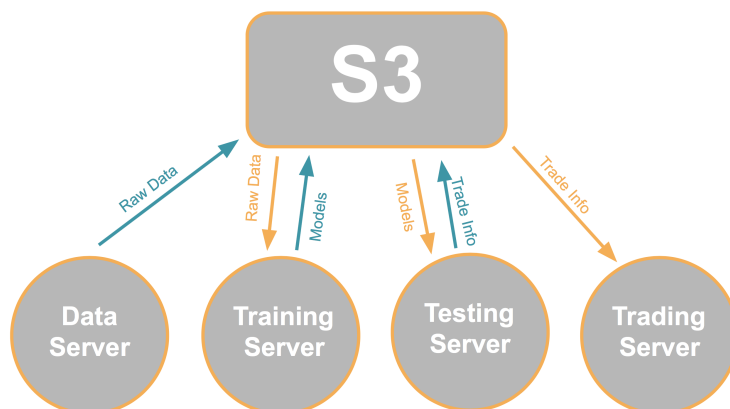 S3
Raw Data
Raw Data
Models
Models
Trade Info
Trade Info
Data
Server
Training
Server
Testing
Server
Trading
Server